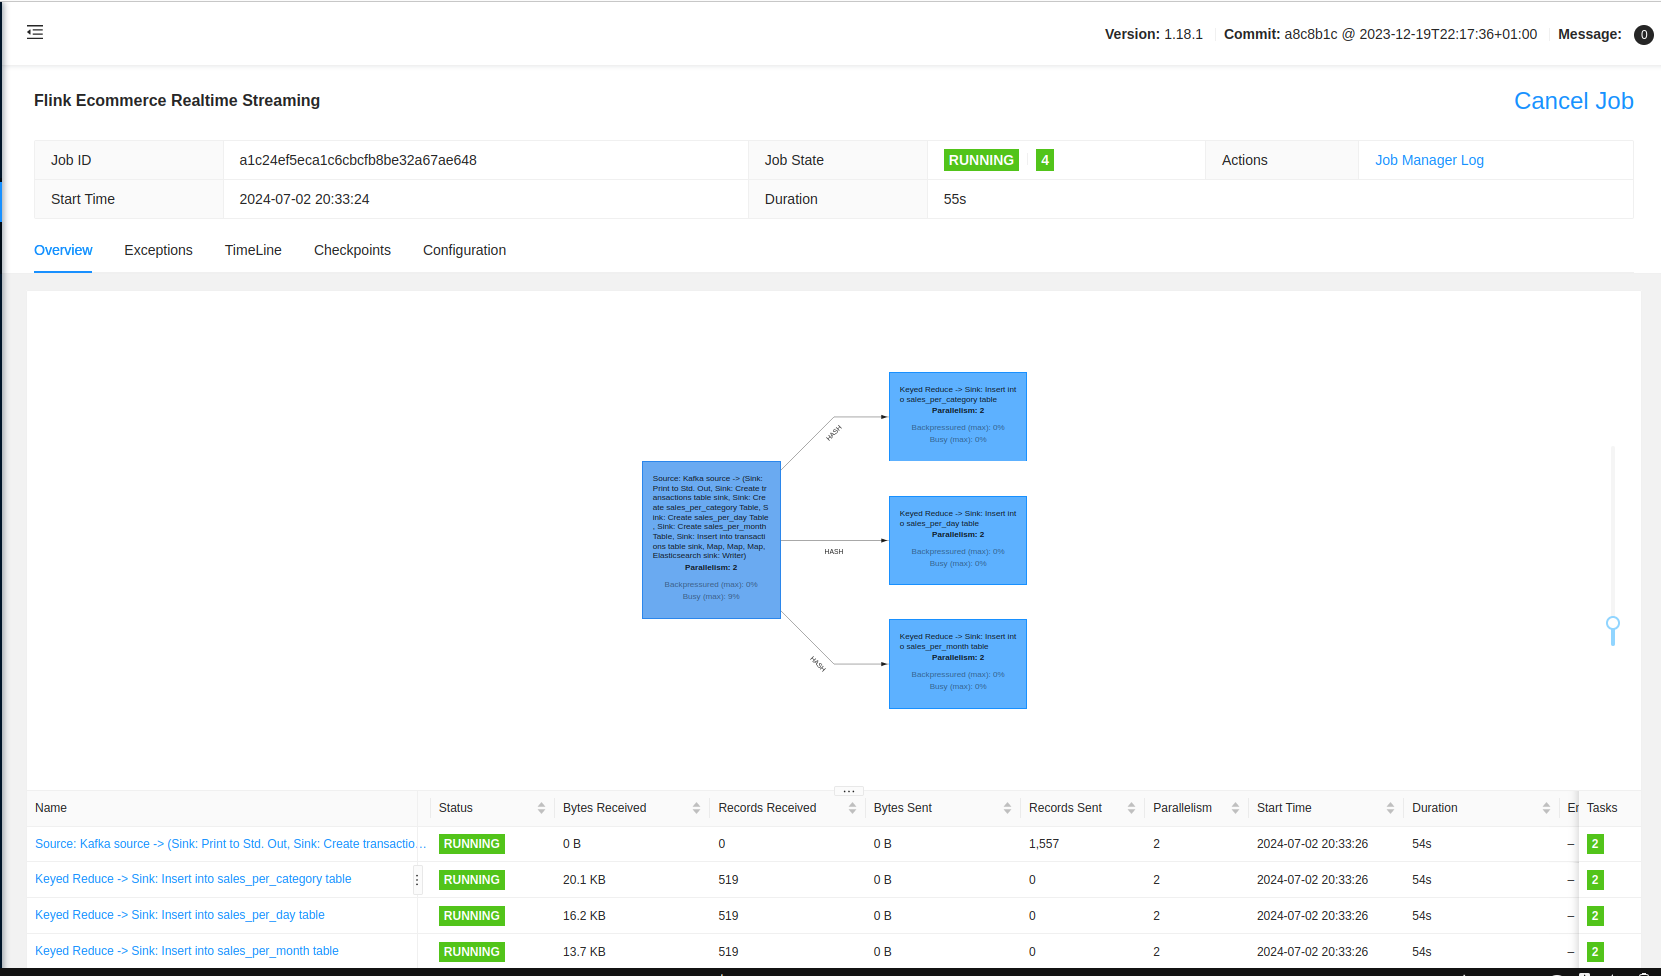 Version: 1.18.1 Commit: a8c8b1c @ 2023-12-19T22:17:36+01:00 Message: 0
Flink Ecommerce Realtime Streaming
Cancel Job
Job ID a1c24ef5eca1c6cbcfb8be32a67ae648 Job State RUNNING 4 Actions Job Manager Log
Start Time 2024-07-02 20:33:24 Duration 55s
Overview Exceptions TimeLine Checkpoints Configuration
Keyed Reduce -> Sink: Insert int
o sales_per_category table
Parallelism: 2
Backpressured (max): 0%
Busy (max): 0%
HASH
Source: Kafka source -> (Sink:
Print to Std. Out, Sink: Create tr
ansactions table sink, Sink: Cre
ate sales_per_category Table, S
ink: Create sales_per_day Table
, Sink: Create sales_per_month
Table, Sink: Insert into transacti
ons table sink, Map, Map, Map,
Elasticsearch sink: Writer)
Parallelism: 2
Backpressured (max): 0%
Busy (max): 9%
HASH
Keyed Reduce -> Sink: Insert int
o sales_per_day table
Parallelism: 2
Backpressured (max): 0%
Busy (max): 0%
HASH
Keyed Reduce -> Sink: Insert int
o sales_per_month table
Parallelism: 2
Backpressured (max): 0%
Busy (max): 0%
Name Status Bytes Received Records Received Bytes Sent Records Sent Parallelism Start Time Duration Er Tasks
Source: Kafka source -> (Sink: Print to Std. Out, Sink: Create transactio... RUNNING 0 B 0 0 B 1,557 2 2024-07-02 20:33:26 54s – 2
Keyed Reduce -> Sink: Insert into sales_per_category table RUNNING 20.1 KB 519 0 B 0 2 2024-07-02 20:33:26 54s – 2
Keyed Reduce -> Sink: Insert into sales_per_day table RUNNING 16.2 KB 519 0 B 0 2 2024-07-02 20:33:26 54s – 2
Keyed Reduce -> Sink: Insert into sales_per_month table RUNNING 13.7 KB 519 0 B 0 2 2024-07-02 20:33:26 54s – 2